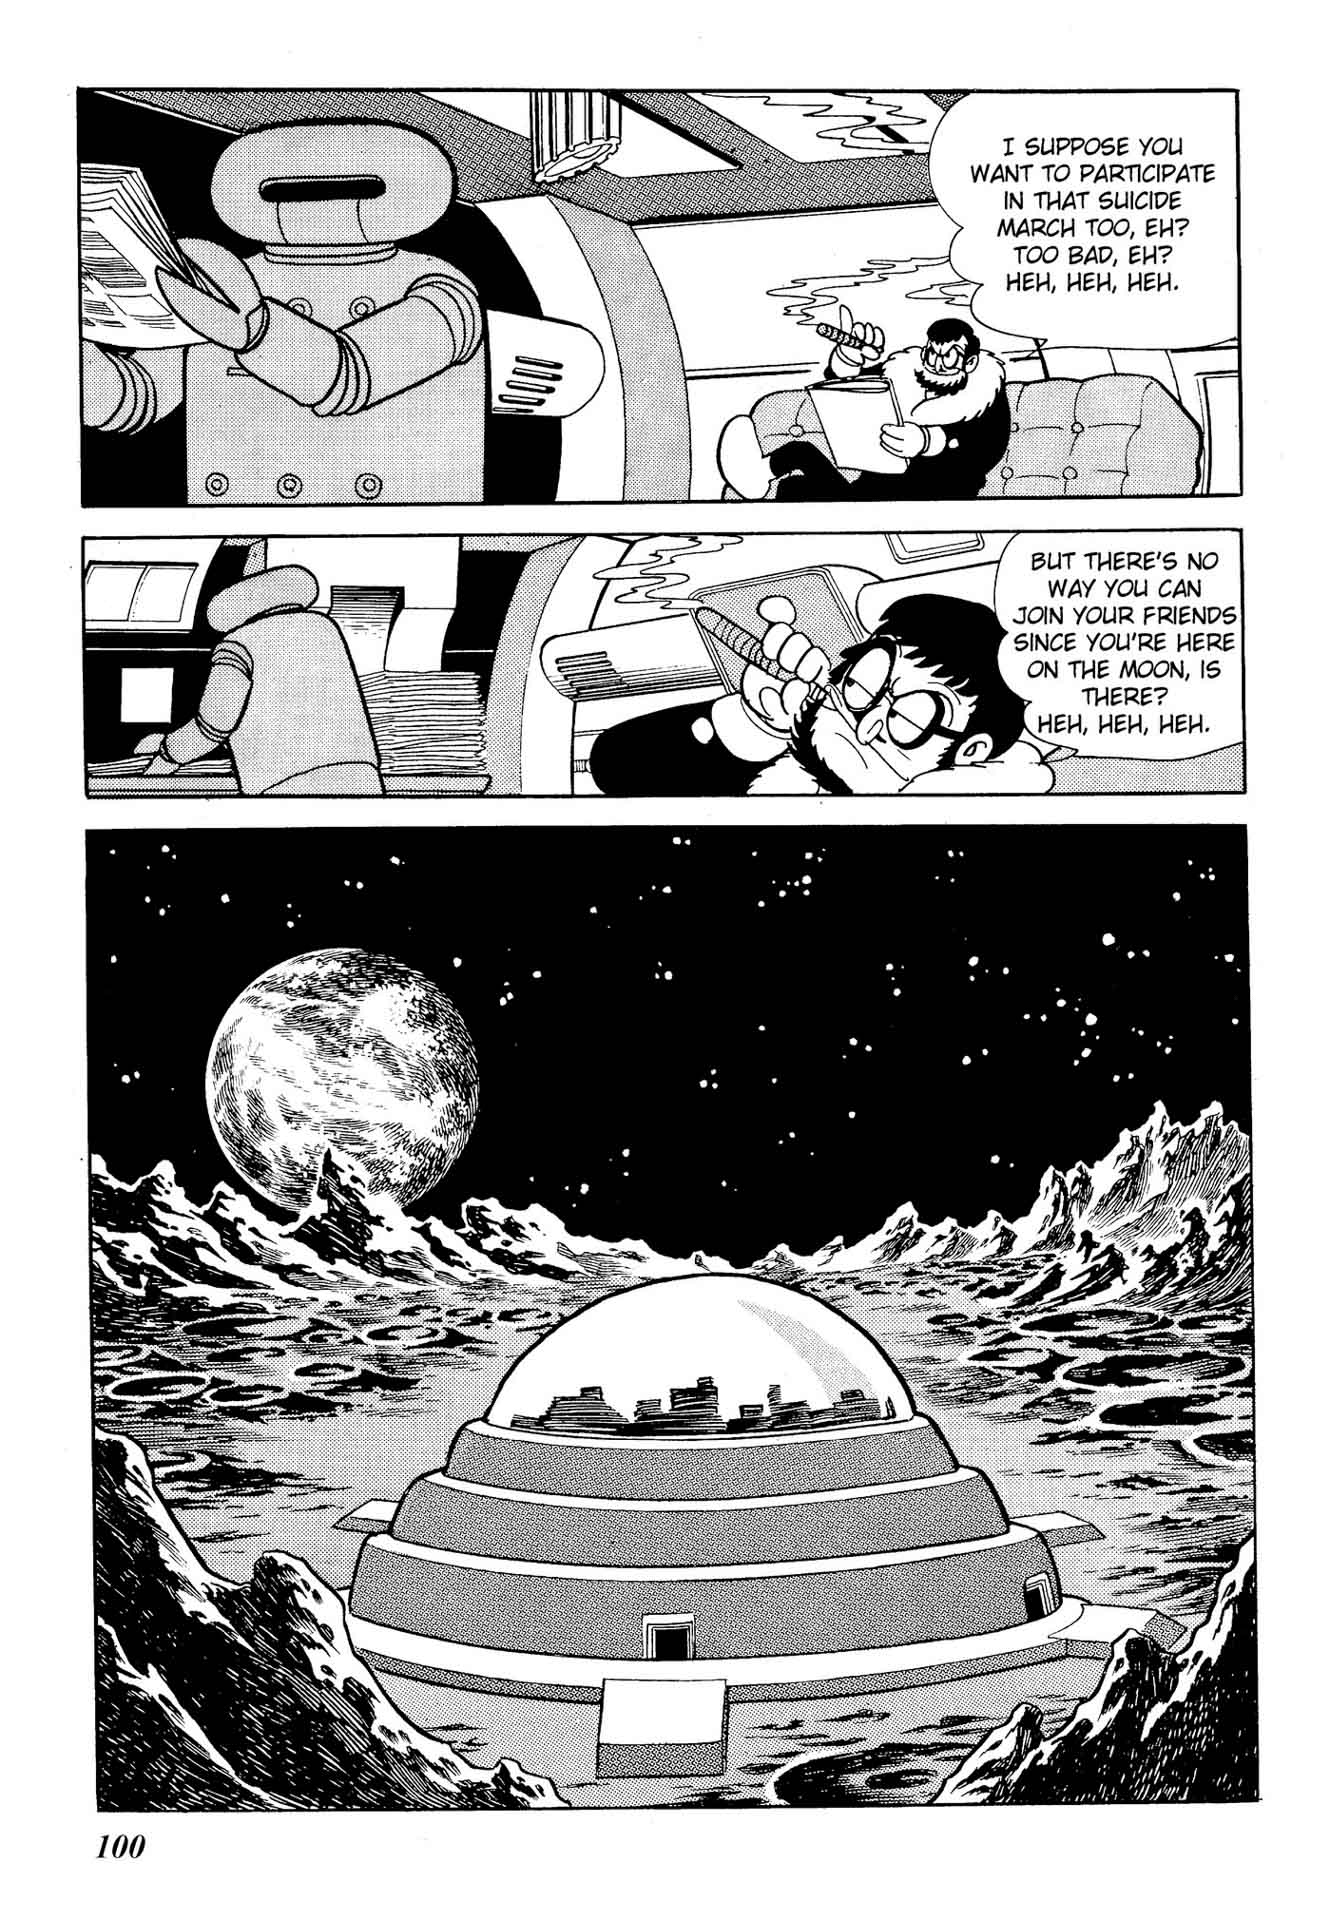 I SUPPOSE YOU
WANT TO PARTICIPATE
IN THAT SUICIDE
MARCH TOO, EH?
TOO BAD, EH?
HEH, HEH, HEH.
BUT THERE'S NO
WAY YOU CAN
JOIN YOUR FRIENDS
SINCE YOU'RE HERE
ON THE MOON, IS
THERE?
HEH, HEH, HEH.
100